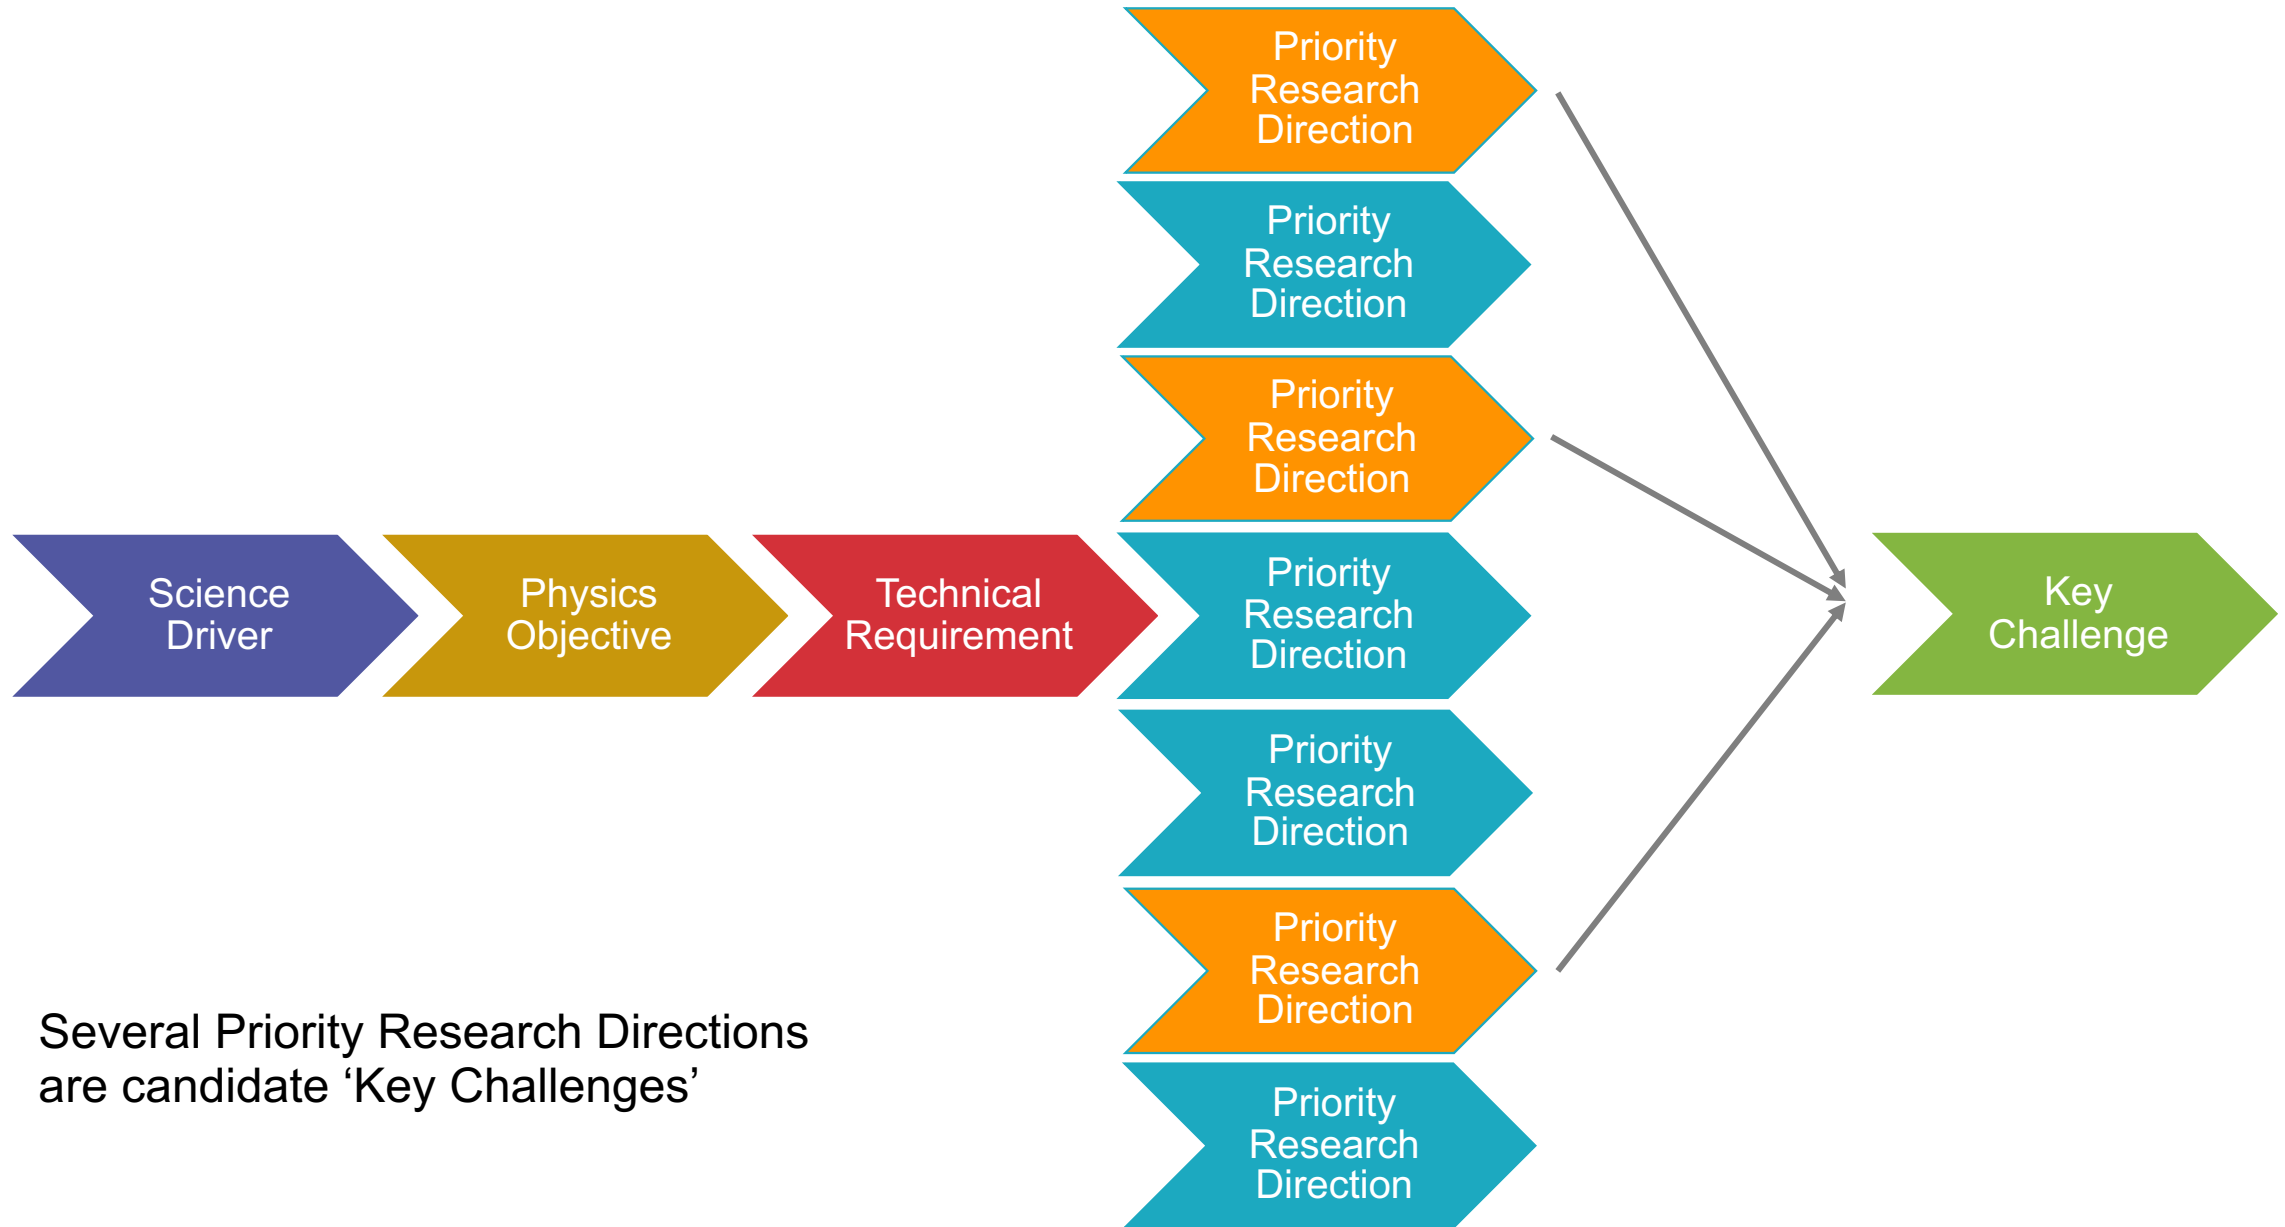 Science
Driver
Physics
Objective
Technical
Requirement
Priority
Research
Direction
Priority
Research
Direction
Priority
Research
Direction
Priority
Research
Direction
Priority
Research
Direction
Priority
Research
Direction
Priority
Research
Direction
Key
Challenge
Several Priority Research Directions
are candidate ‘Key Challenges’